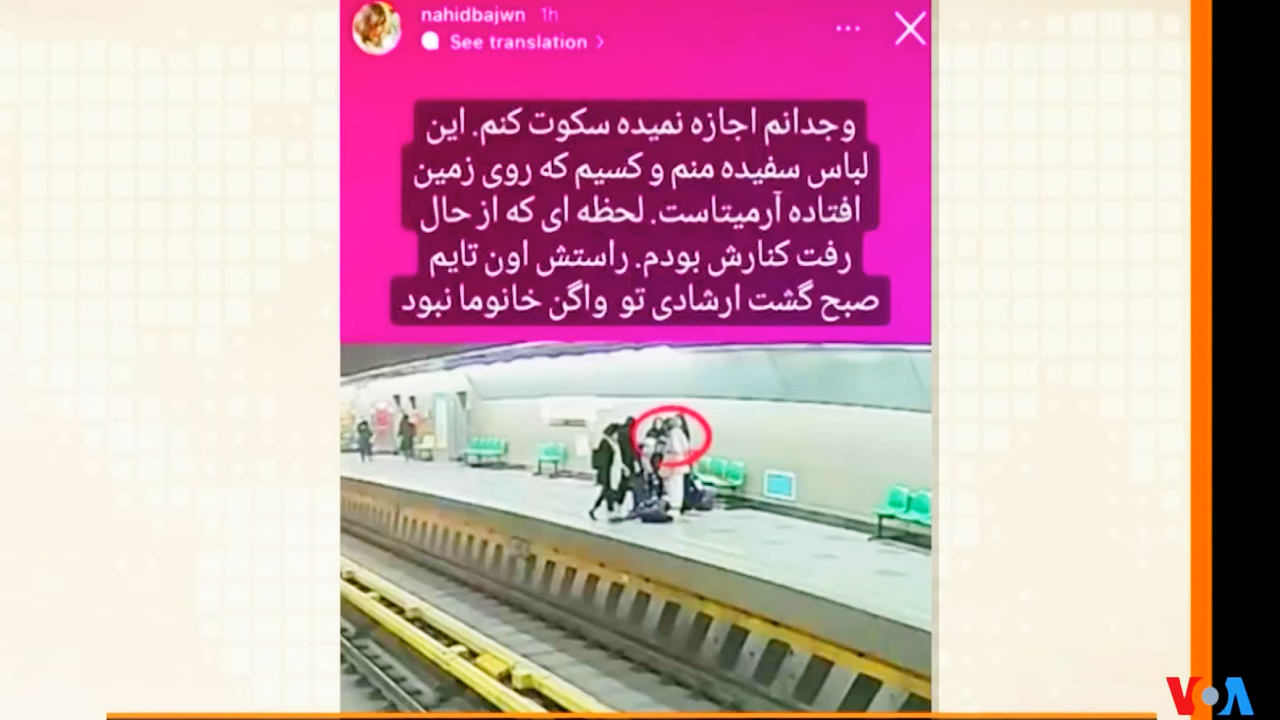 nahidbajwn 1h
See translation >
وجدانم اجازه نمیده سکوت کنم. این
لباس سفیده منم و کسیم که روی زمین
افتاده آرمیتاست. لحظه ای که از حال
رفت کنارش بودم. راستش اون تایم
صبح گشت ارشادی تو واگن خانوما نبود
VOA